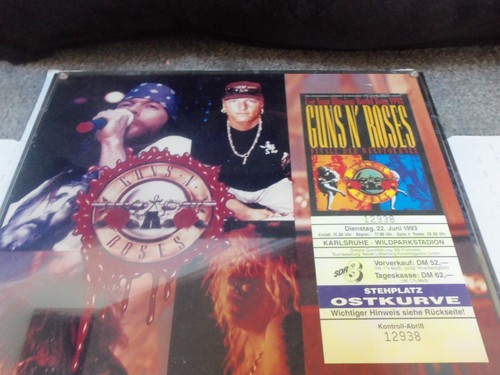 GUNS N' ROSES
GUNS N' ROSES
12938
Dienstag, 22. Juni 1993
KARLSRUHE - WILDPARKSTADION
SDR 3
Vorverkauf: DM 52,—
Tageskasse: DM 62,—
STEHPLATZ
OSTKURVE
Wichtiger Hinweis siehe Rückseite!
Kontroll-Abriß
12938